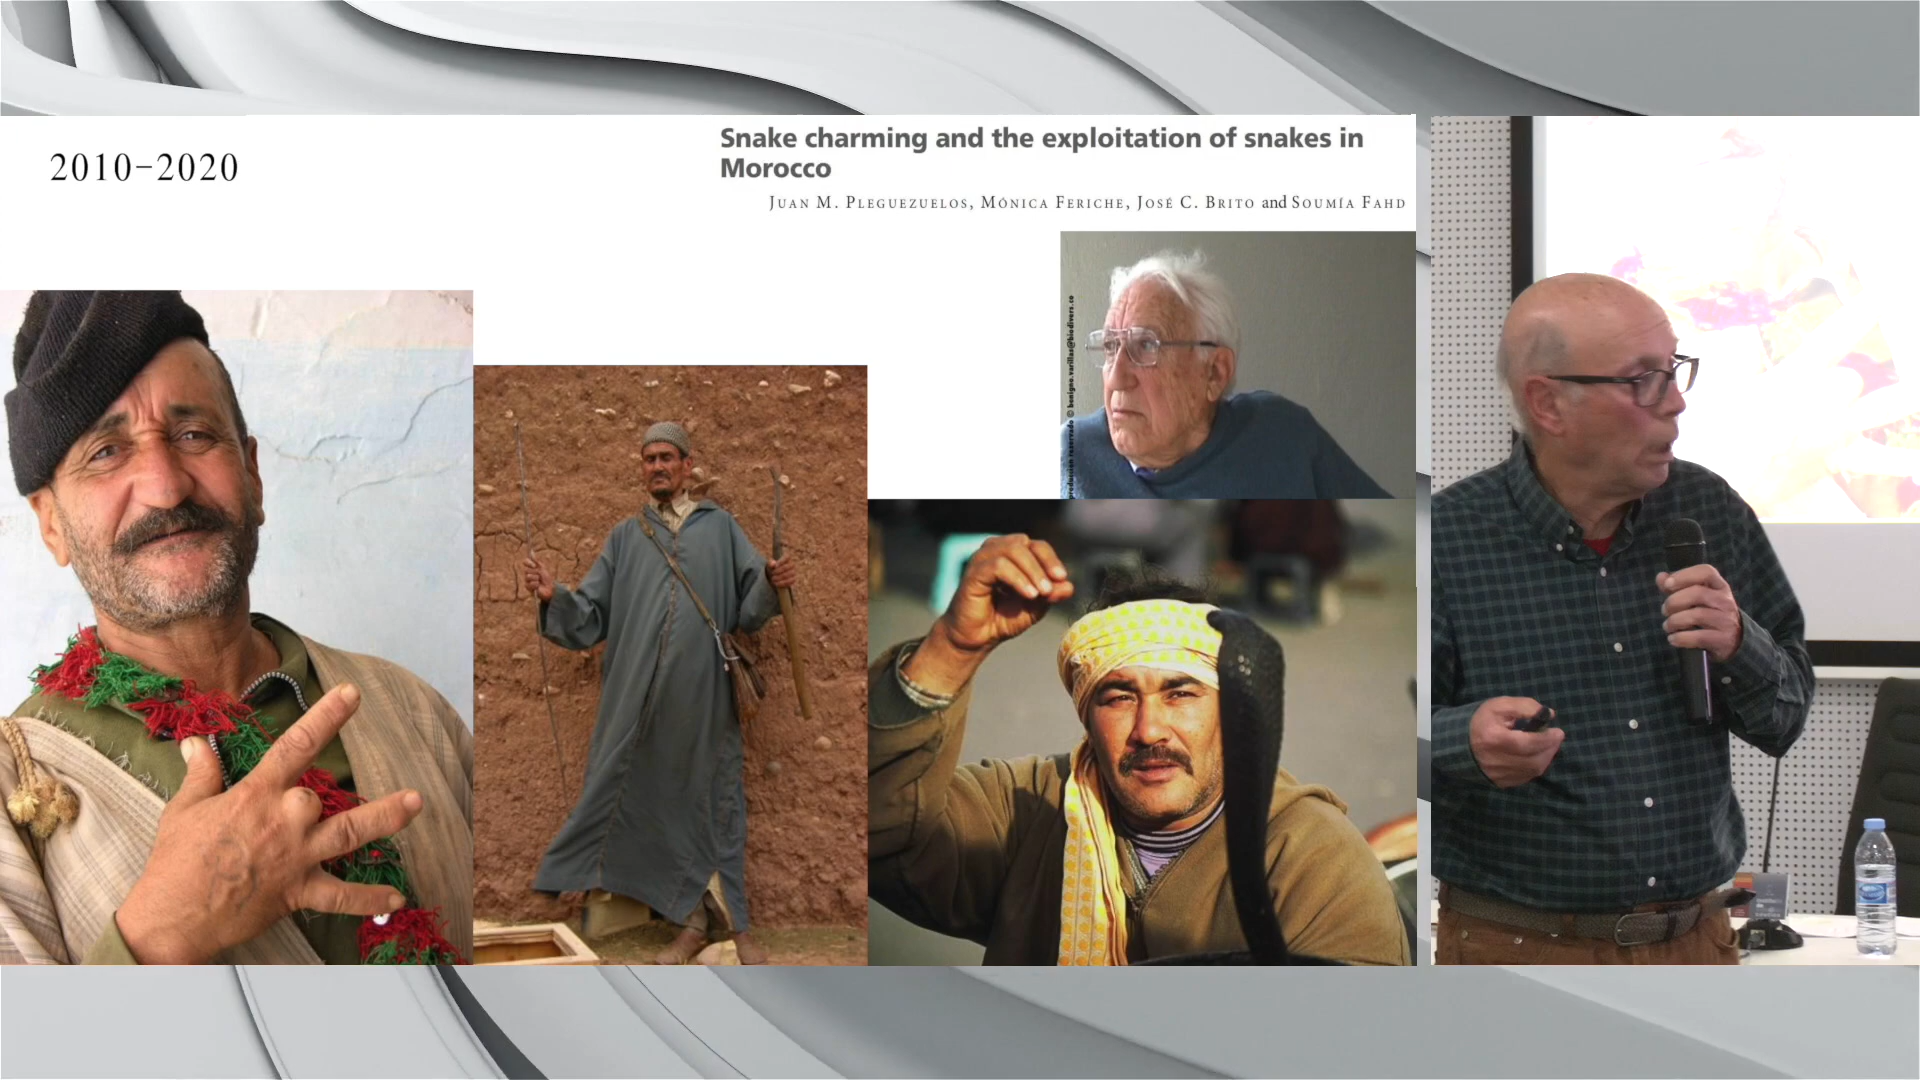 2010-2020
Snake charming and the exploitation of snakes in
Morocco
JUAN M. PLEGUEZUELOS, MÓNICA FERICHE, JOSÉ C. BRITO and SOUMÍA FAHD